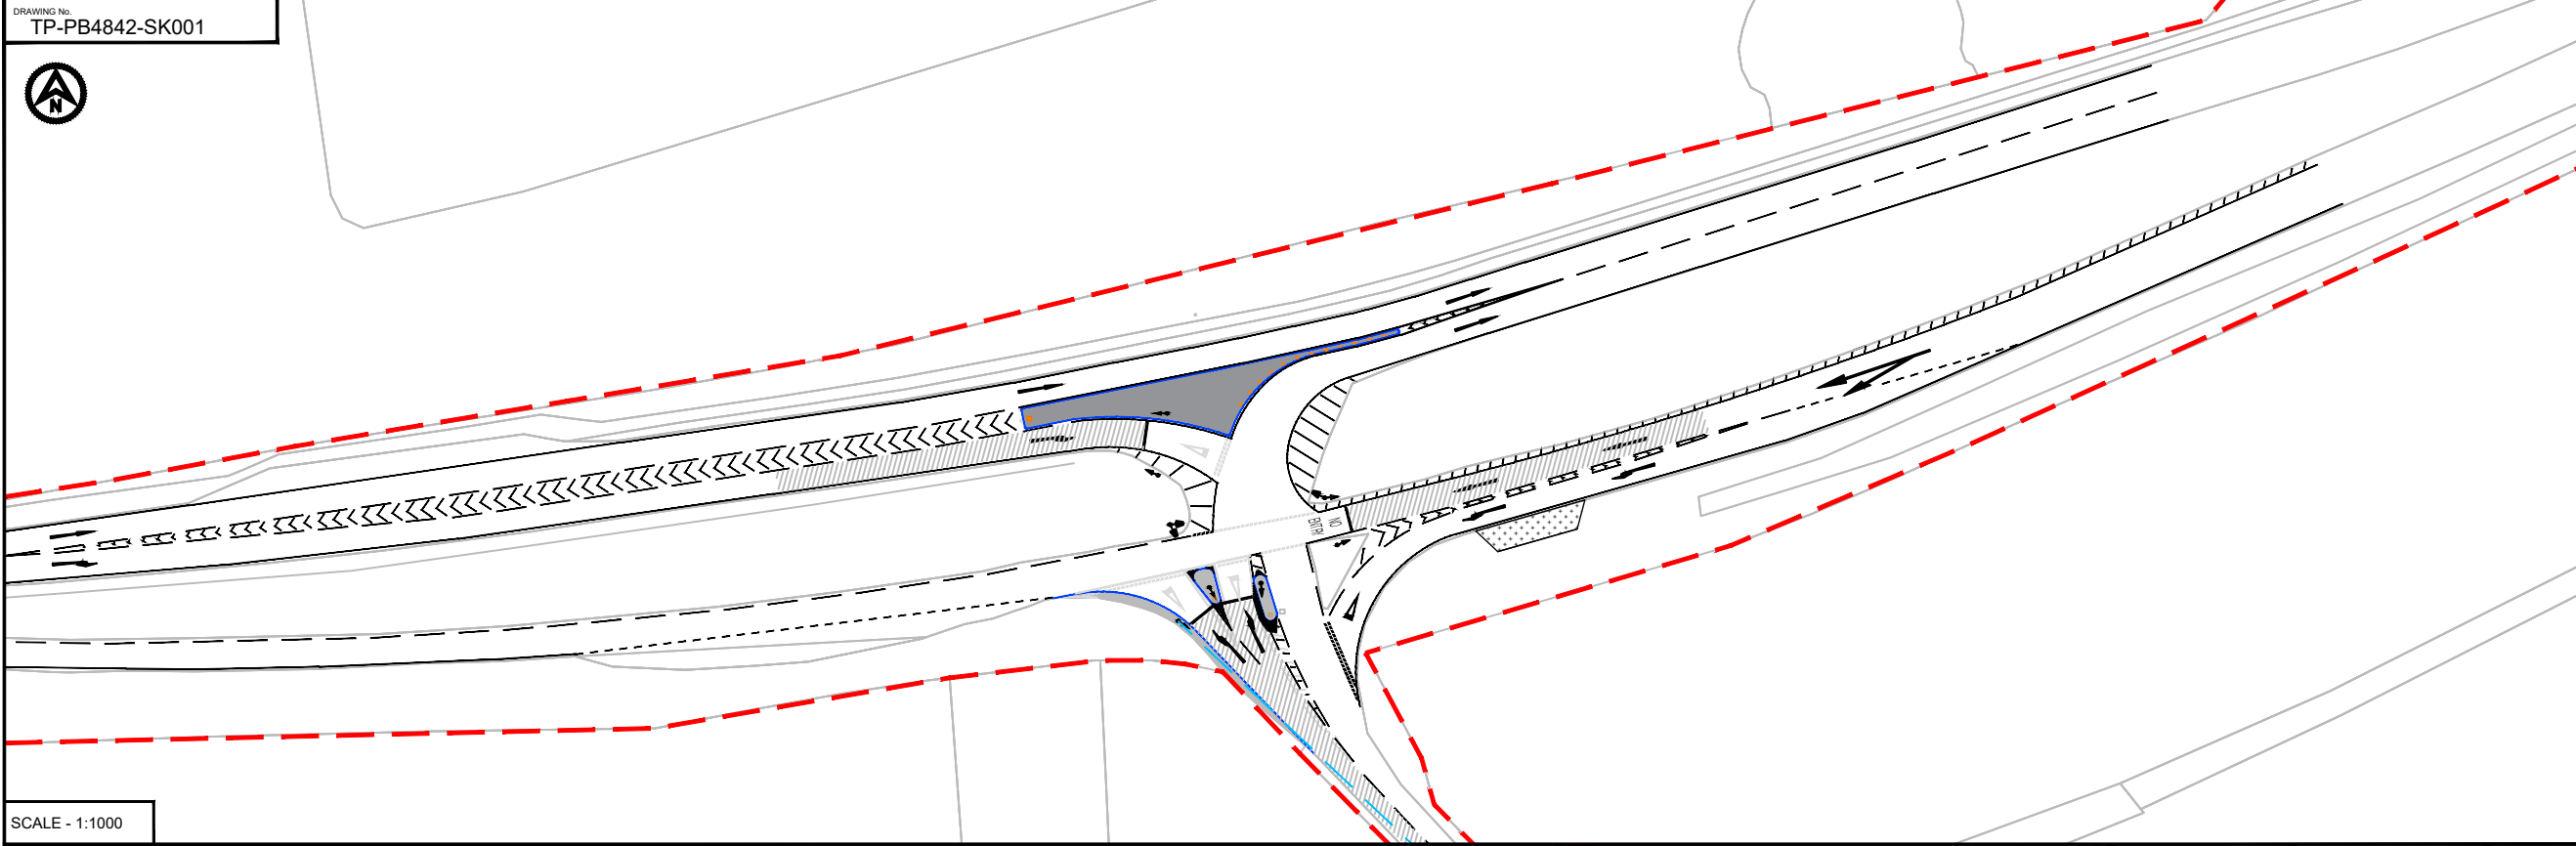 DRAWING No.
TP-PB4842-SK001
N
NO
ENTRY
SCALE - 1:1000